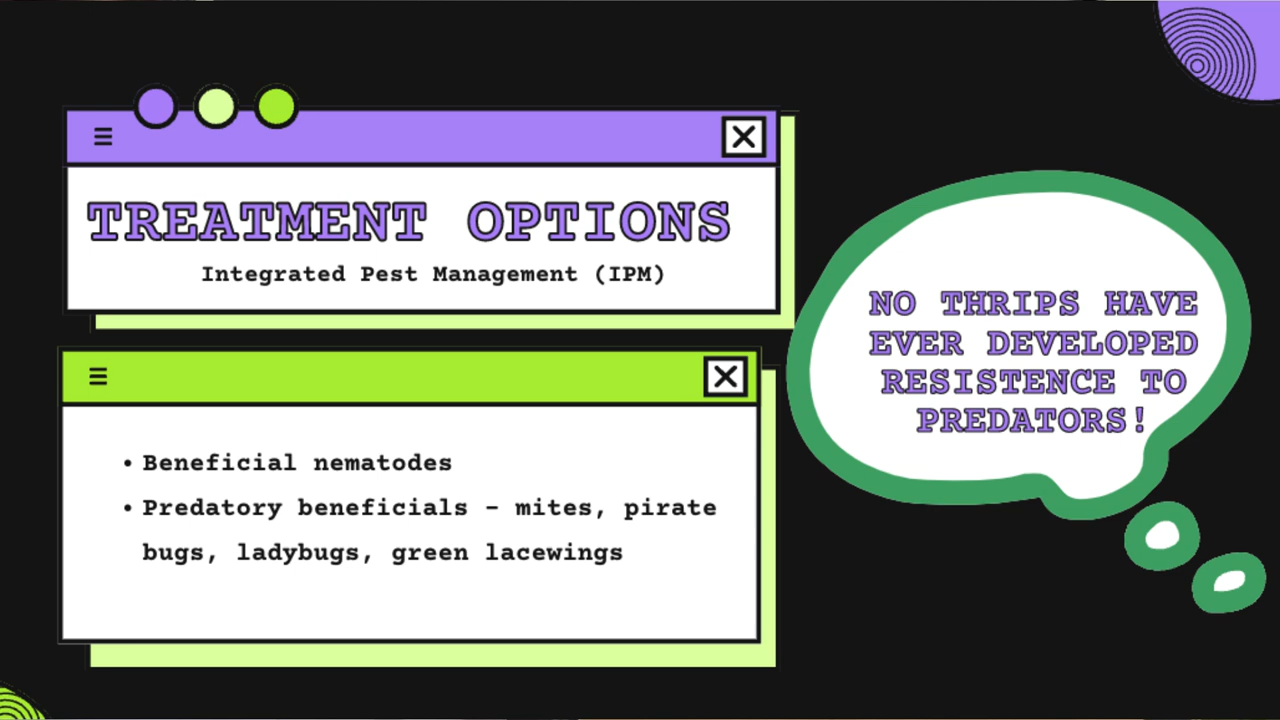 TREATMENT OPTIONS
Integrated Pest Management (IPM)
• Beneficial nematodes
• Predatory beneficials - mites, pirate
bugs, ladybugs, green lacewings
NO THRIPS HAVE
EVER DEVELOPED
RESISTENCE TO
PREDATORS!